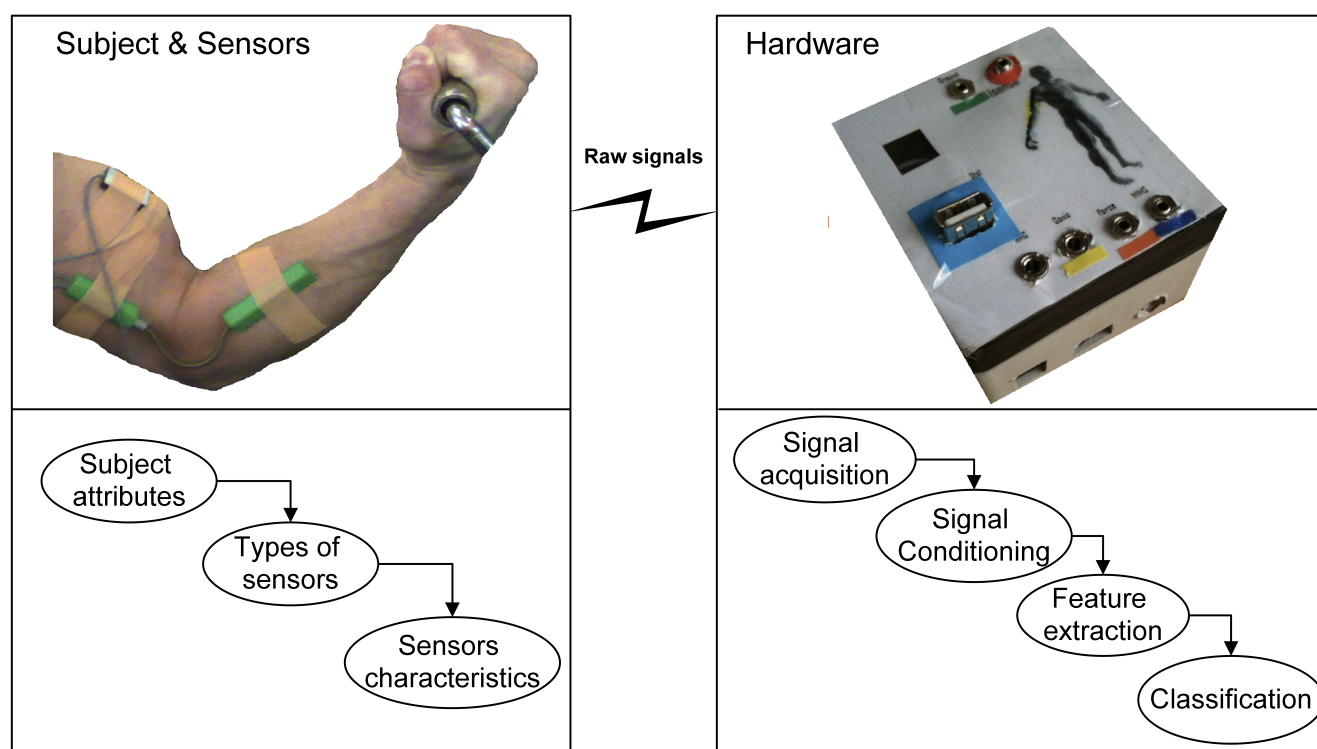 Subject & Sensors
Raw signals
Hardware
Force
Subject
attributes
Types of
sensors
Sensors
characteristics
Signal
acquisition
Signal
Conditioning
Feature
extraction
Classification